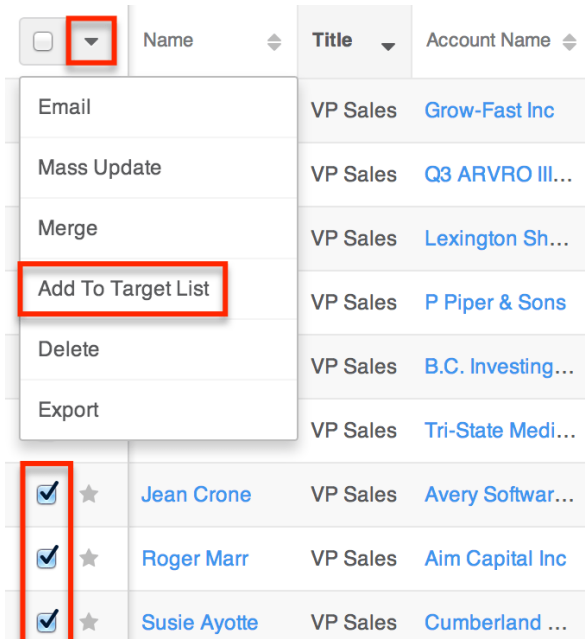 Name Title Account Name
Email VP Sales Grow-Fast Inc
Mass Update VP Sales Q3 ARVRO III...
Merge VP Sales Lexington Sh...
Add To Target List VP Sales P Piper & Sons
Delete VP Sales B.C. Investing...
Export VP Sales Tri-State Medi...
Jean Crone VP Sales Avery Softwar...
Roger Marr VP Sales Aim Capital Inc
Susie Ayotte VP Sales Cumberland ...